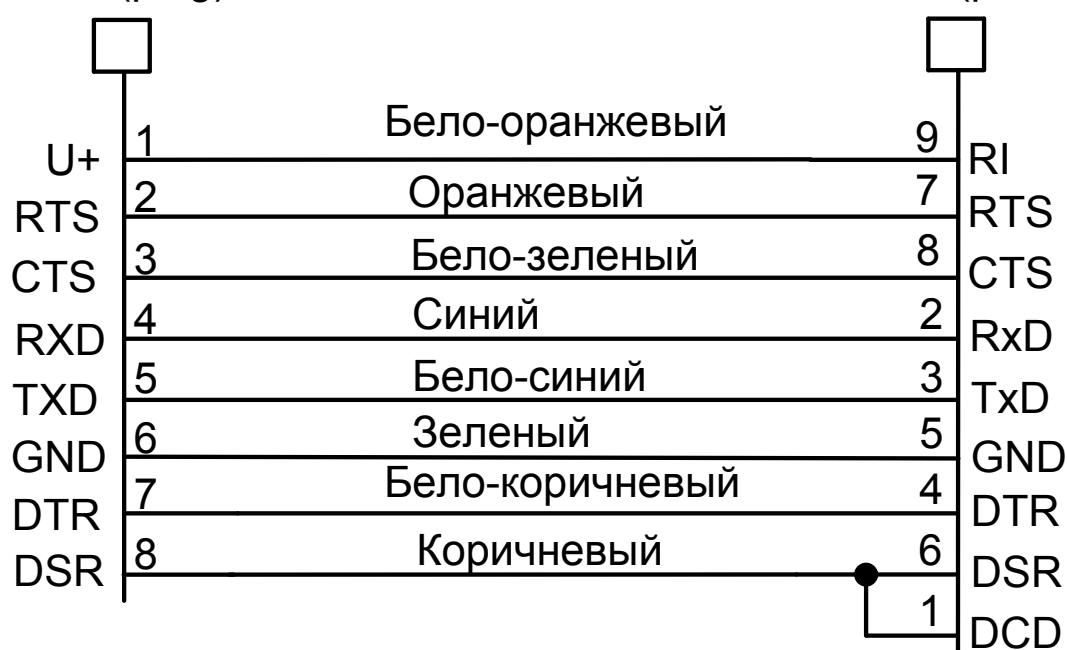 1 Бело-оранжевый 9
U+ RI
2 Оранжевый 7
RTS RTS
3 Бело-зеленый 8
CTS CTS
4 Синий 2
RXD RxD
5 Бело-синий 3
TXD TxD
6 Зеленый 5
GND GND
7 Бело-коричневый 4
DTR DTR
8 Коричневый 6
DSR DSR
1
DCD